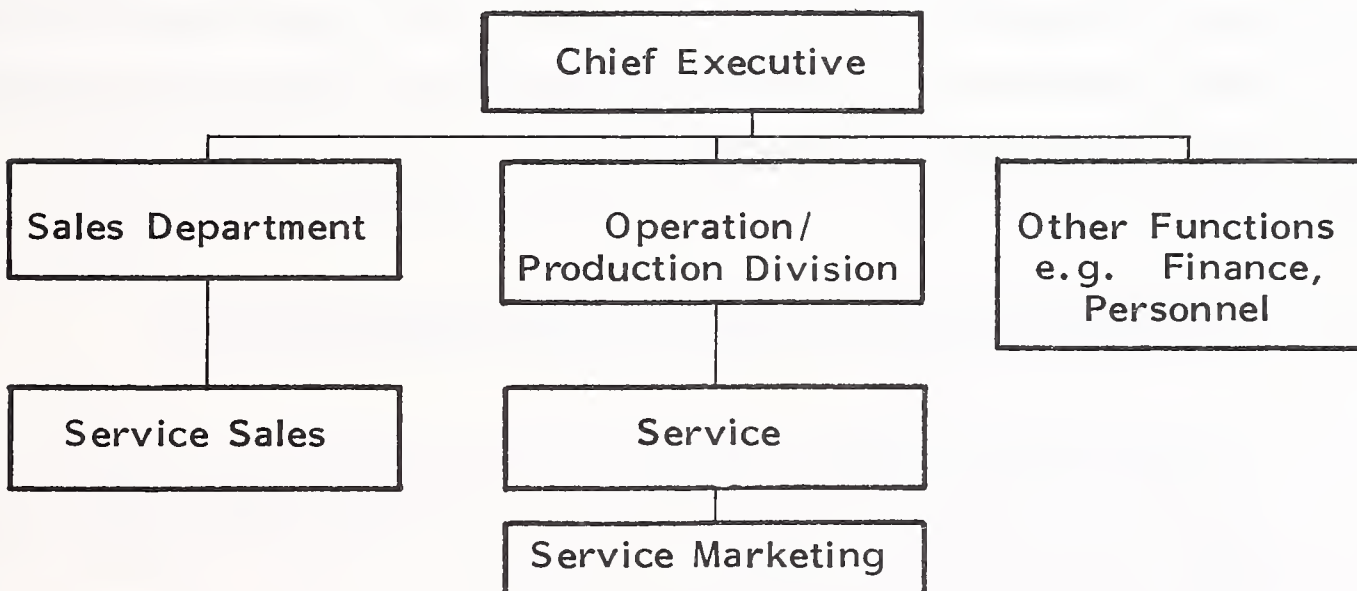 Chief Executive
Sales Department
Operation/
Production Division
Other Functions
e.g. Finance,
Personnel
Service Sales
Service
Service Marketing